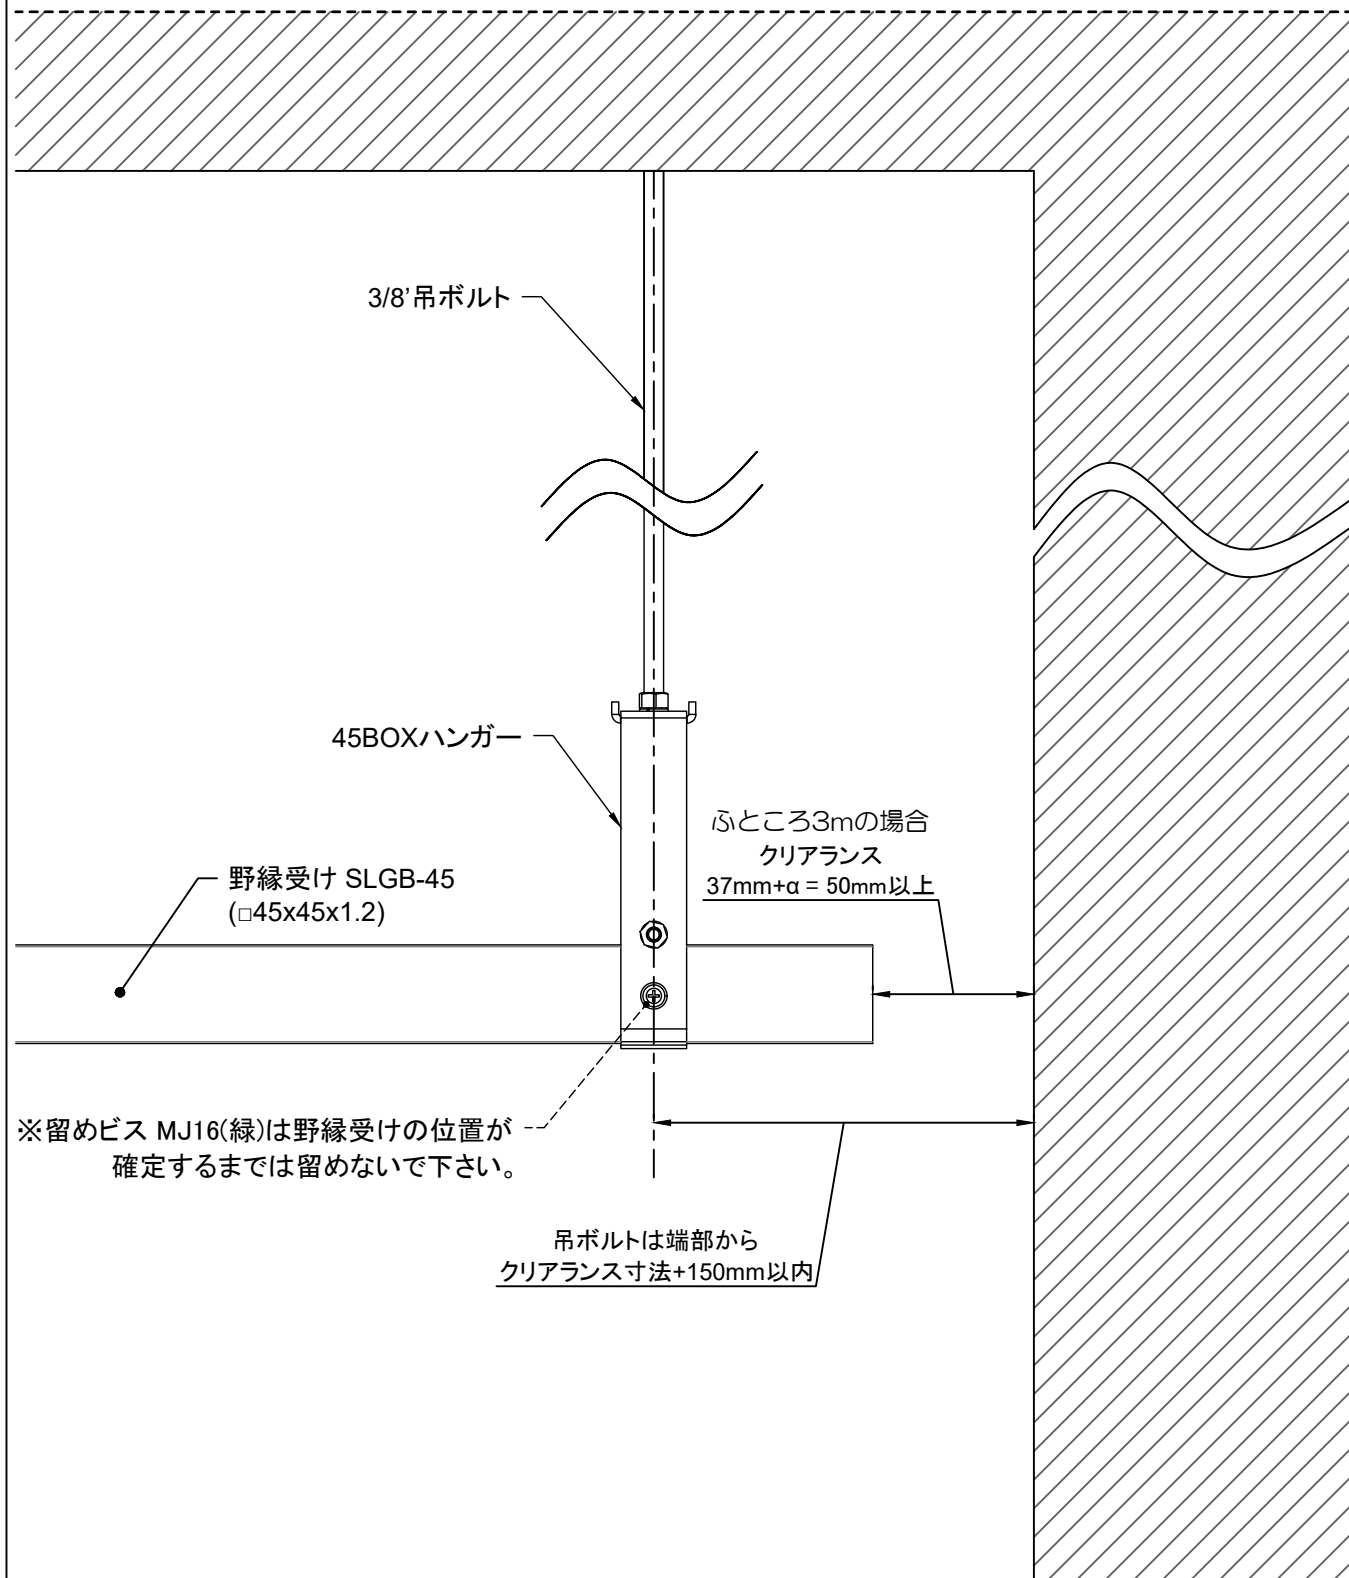 3/8’吊ボルト
45BOXハンガー
ふところ3mの場合
クリアランス
37mm+α = 50mm以上
野縁受け SLGB-45
(□45x45x1.2)
※留めビス MJ16(緑)は野縁受けの位置が
確定するまでは留めないで下さい。
吊ボルトは端部から
クリアランス寸法+150mm以内